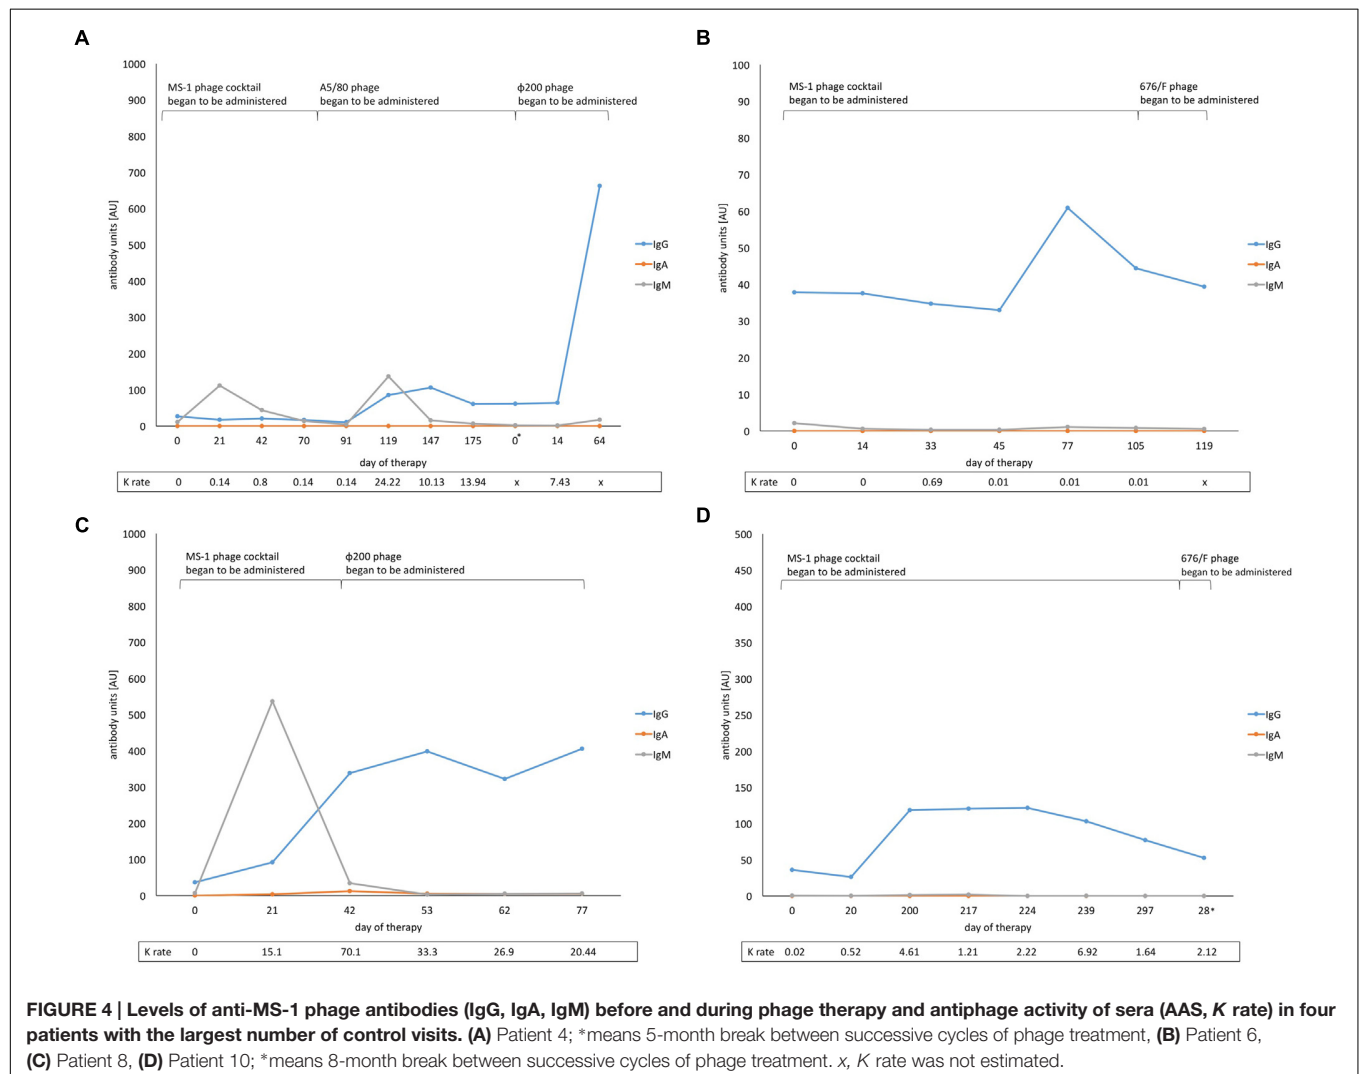 A
1000
900
800
700
600
500
400
300
200
100
0
antibody units [AU]
MS-1 phage cocktail
began to be administered
A5/80 phage
began to be administered
ϕ200 phage
began to be administered
IgG
IgA
IgM
0 21 42 70 91 119 147 175 0* 14 64
day of therapy
K rate 0 0.14 0.8 0.14 0.14 24.22 10.13 13.94 x 7.43 x
B
100
90
80
70
60
50
40
30
20
10
0
antibody units [AU]
MS-1 phage cocktail
began to be administered
676/F phage
began to be administered
IgG
IgA
IgM
0 14 33 45 77 105 119
day of therapy
K rate 0 0 0.69 0.01 0.01 0.01 x
C
1000
900
800
700
600
500
400
300
200
100
0
antibody units [AU]
MS-1 phage cocktail
began to be administered
ϕ200 phage
began to be administered
IgG
IgA
IgM
0 21 42 53 62 77
day of therapy
K rate 0 15.1 70.1 33.3 26.9 20.44
D
500
450
400
350
300
250
200
150
100
50
0
antibody units [AU]
MS-1 phage cocktail
began to be administered
676/F phage
began to be administered
IgG
IgA
IgM
0 20 200 217 224 239 297 28*
day of therapy
K rate 0.02 0.52 4.61 1.21 2.22 6.92 1.64 2.12
FIGURE 4 | Levels of anti-MS-1 phage antibodies (IgG, IgA, IgM) before and during phage therapy and antiphage activity of sera (AAS, K rate) in four
patients with the largest number of control visits. (A) Patient 4; *means 5-month break between successive cycles of phage treatment, (B) Patient 6,
(C) Patient 8, (D) Patient 10; *means 8-month break between successive cycles of phage treatment. x, K rate was not estimated.